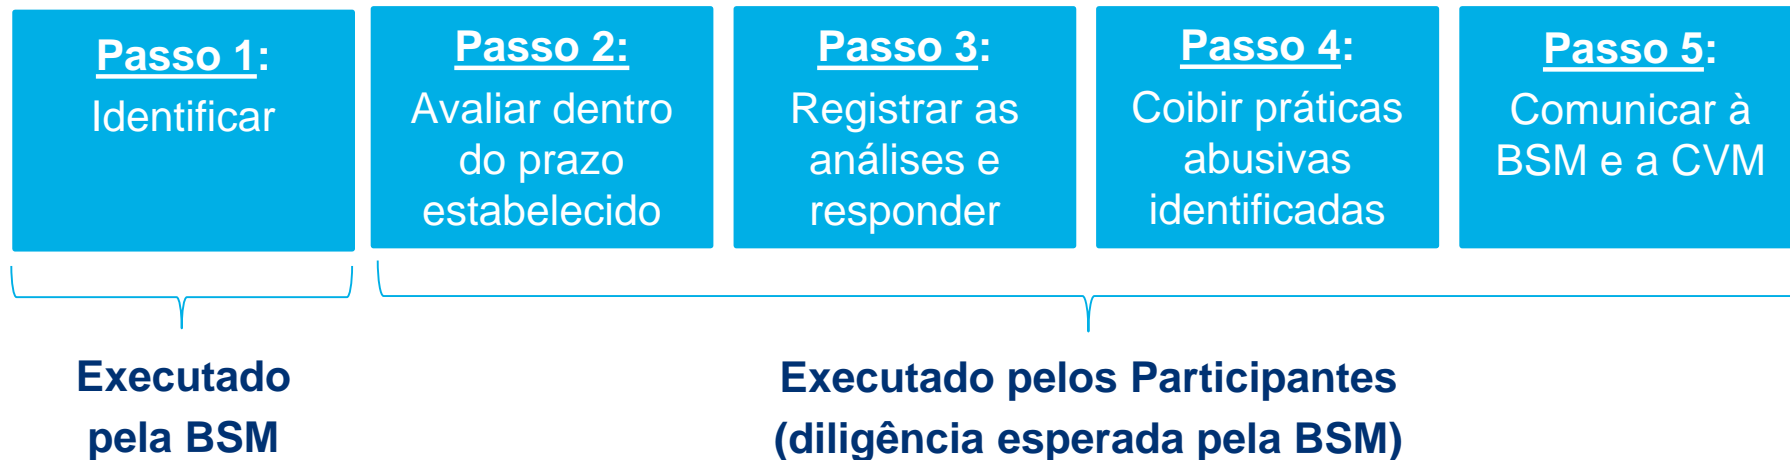 Passo 1:
Identificar
Passo 2:
Avaliar dentro
do prazo
estabelecido
Passo 3:
Registrar as
análises e
responder
Passo 4:
Coibir práticas
abusivas
identificadas
Passo 5:
Comunicar à
BSM e a CVM
Executado
pela BSM
Executado pelos Participantes
(diligência esperada pela BSM)